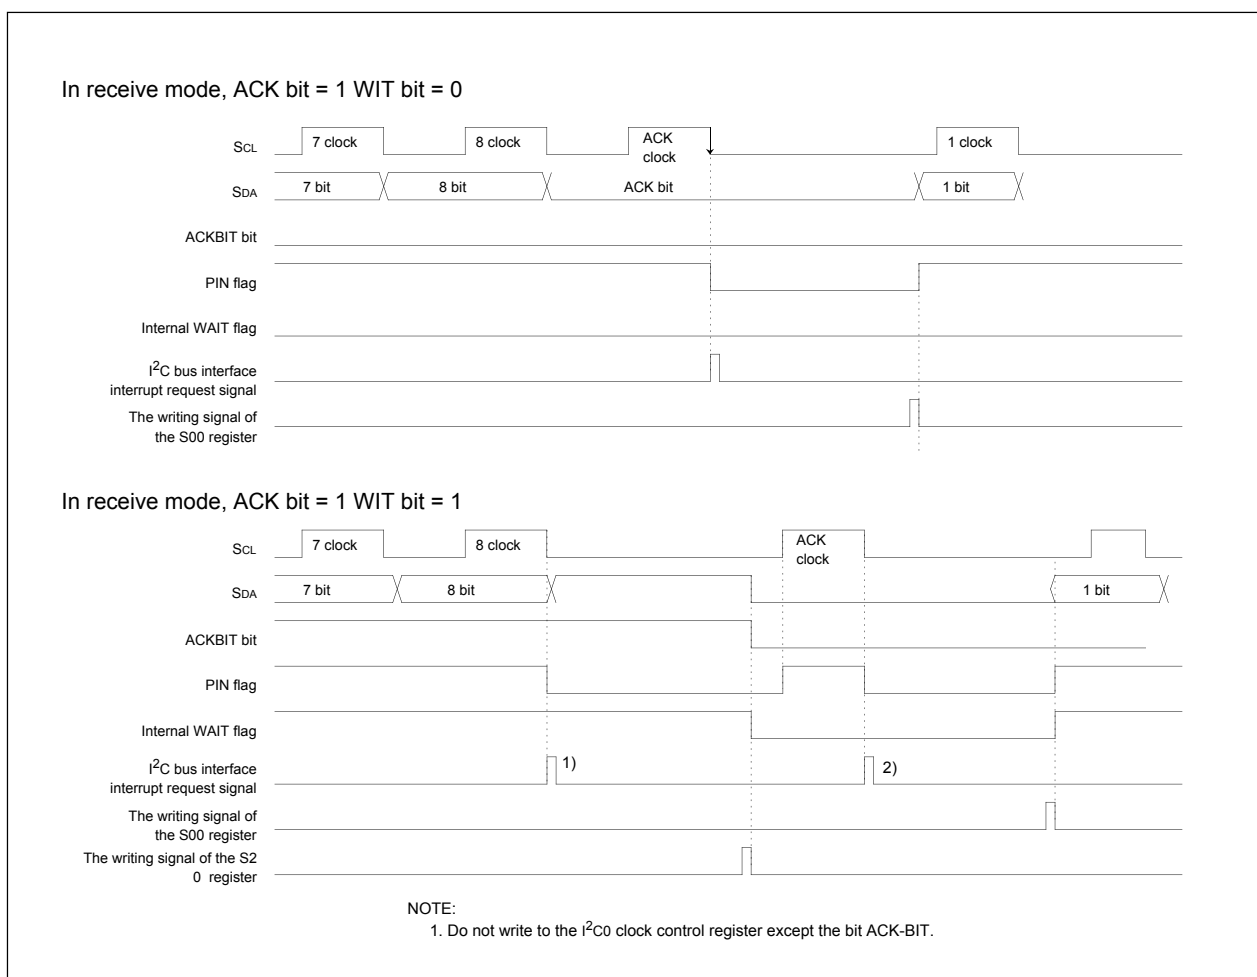 In receive mode, ACK bit = 1 WIT bit = 0
SCL
7 clock
8 clock
ACK
clock
1 clock
SDA
7 bit
8 bit
ACK bit
1 bit
ACKBIT bit
PIN flag
Internal WAIT flag
I2C bus interface
interrupt request signal
The writing signal of
the S00 register
In receive mode, ACK bit = 1 WIT bit = 1
SCL
7 clock
8 clock
ACK
clock
SDA
7 bit
8 bit
1 bit
ACKBIT bit
PIN flag
Internal WAIT flag
I2C bus interface
interrupt request signal
1)
2)
The writing signal of
the S00 register
The writing signal of the S2
0 register
NOTE:
1. Do not write to the I2C0 clock control register except the bit ACK-BIT.